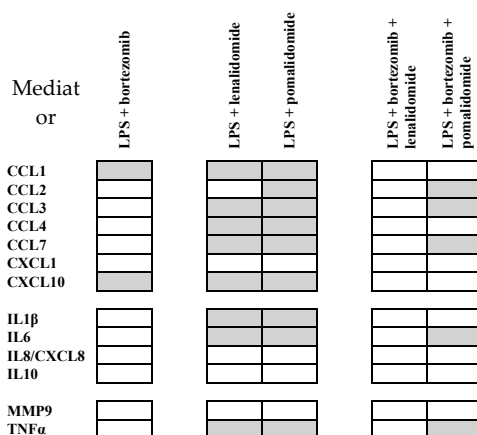 Mediat
or
LPS + bortezomib
LPS + lenalidomide
LPS + pomalidomide
LPS + bortezomib +
lenalidomide
LPS + bortezomib +
pomalidomide
CCL1
CCL2
CCL3
CCL4
CCL7
CXCL1
CXCL10
IL1β
IL6
IL8/CXCL8
IL10
MMP9
TNFα